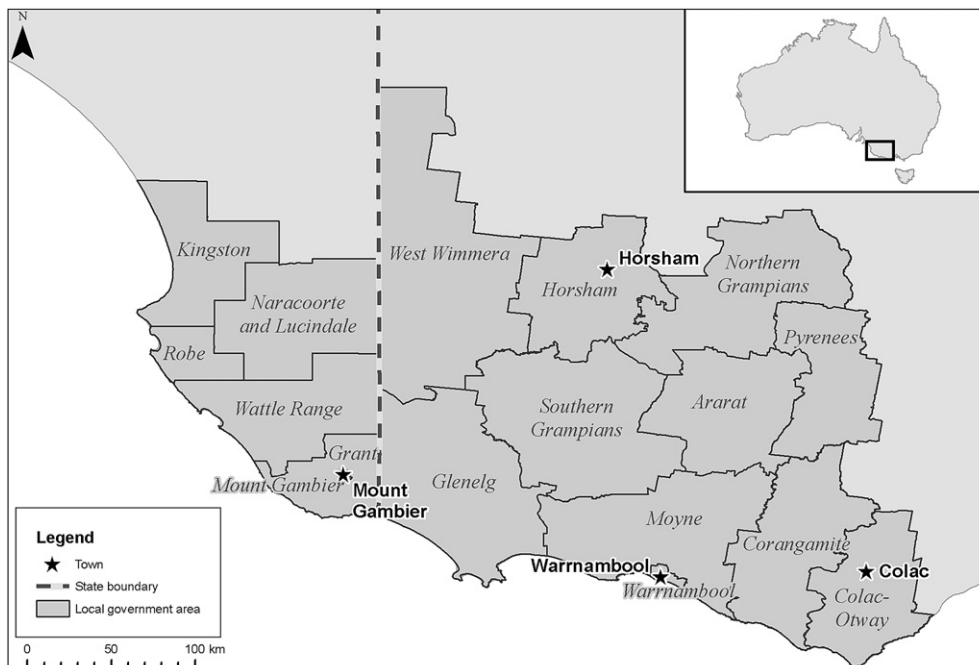 N
Kingston
West Wimmera
Horsham
Horsham
Northern
Grampians
Naracoorte
and Lucindale
Robe
Pyrenees
Wattle Range
Southern
Grampians
Ararat
Grant
Mount Gambier
Mount
Gambier
Glenelg
Moyne
Corangamite
Warrnambool
Warrnambool
Colac
Colac-
Otway
Legend
Town
State boundary
Local government area
0 50 100 km